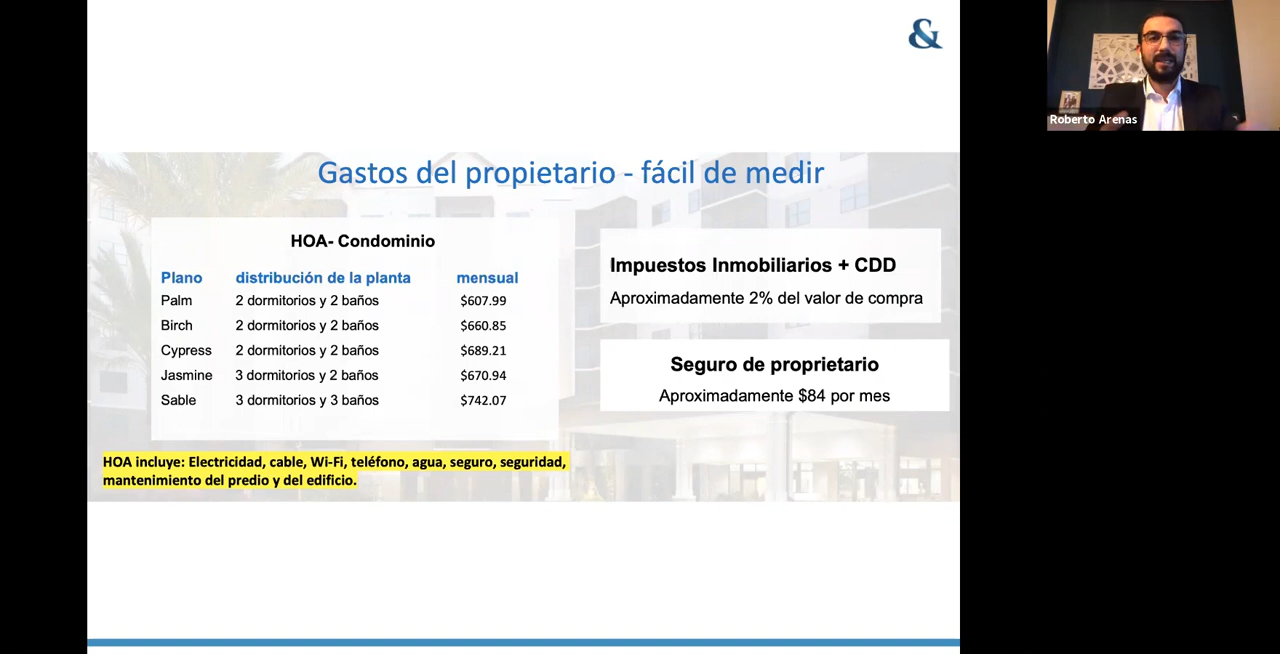 &
Roberto Arenas
Gastos del propietario - fácil de medir
HOA- Condominio
Plano distribución de la planta mensual
Palm 2 dormitorios y 2 baños $607.99
Birch 2 dormitorios y 2 baños $660.85
Cypress 2 dormitorios y 2 baños $689.21
Jasmine 3 dormitorios y 2 baños $670.94
Sable 3 dormitorios y 3 baños $742.07
HOA incluye: Electricidad, cable, Wi-Fi, teléfono, agua, seguro, seguridad,
mantenimiento del predio y del edificio.
Impuestos Inmobiliarios + CDD
Aproximadamente 2% del valor de compra
Seguro de proprietario
Aproximadamente $84 por mes